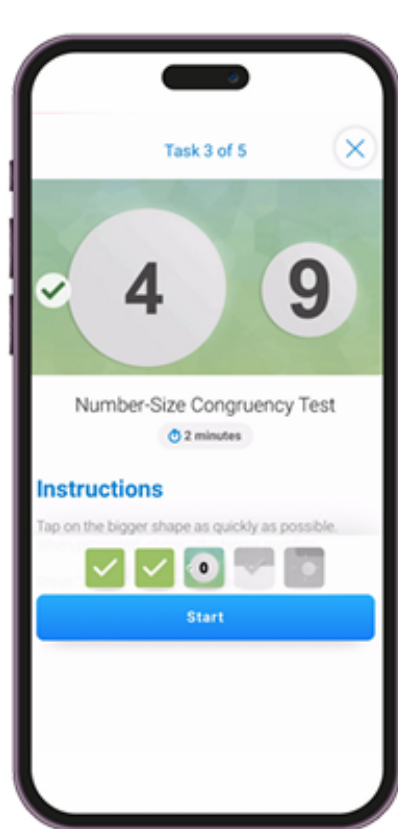 Task 3 of 5
4 9
Number-Size Congruency Test
2 minutes
Instructions
Tap on the bigger shape as quickly as possible.
0
Start